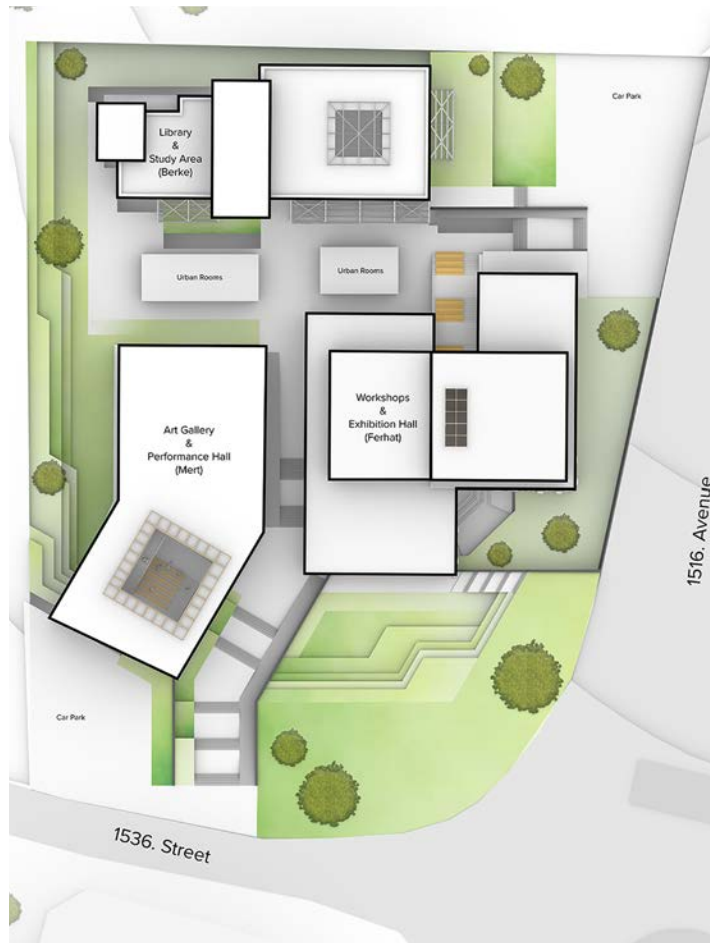 Car Park
Library
&
Study Area
(Berke)
Urban Rooms
Urban Rooms
Workshops
&
Exhibition Hall
(Ferhat)
Art Gallery
&
Performance Hall
(Mert)
1516. Avenue
Car Park
1536. Street